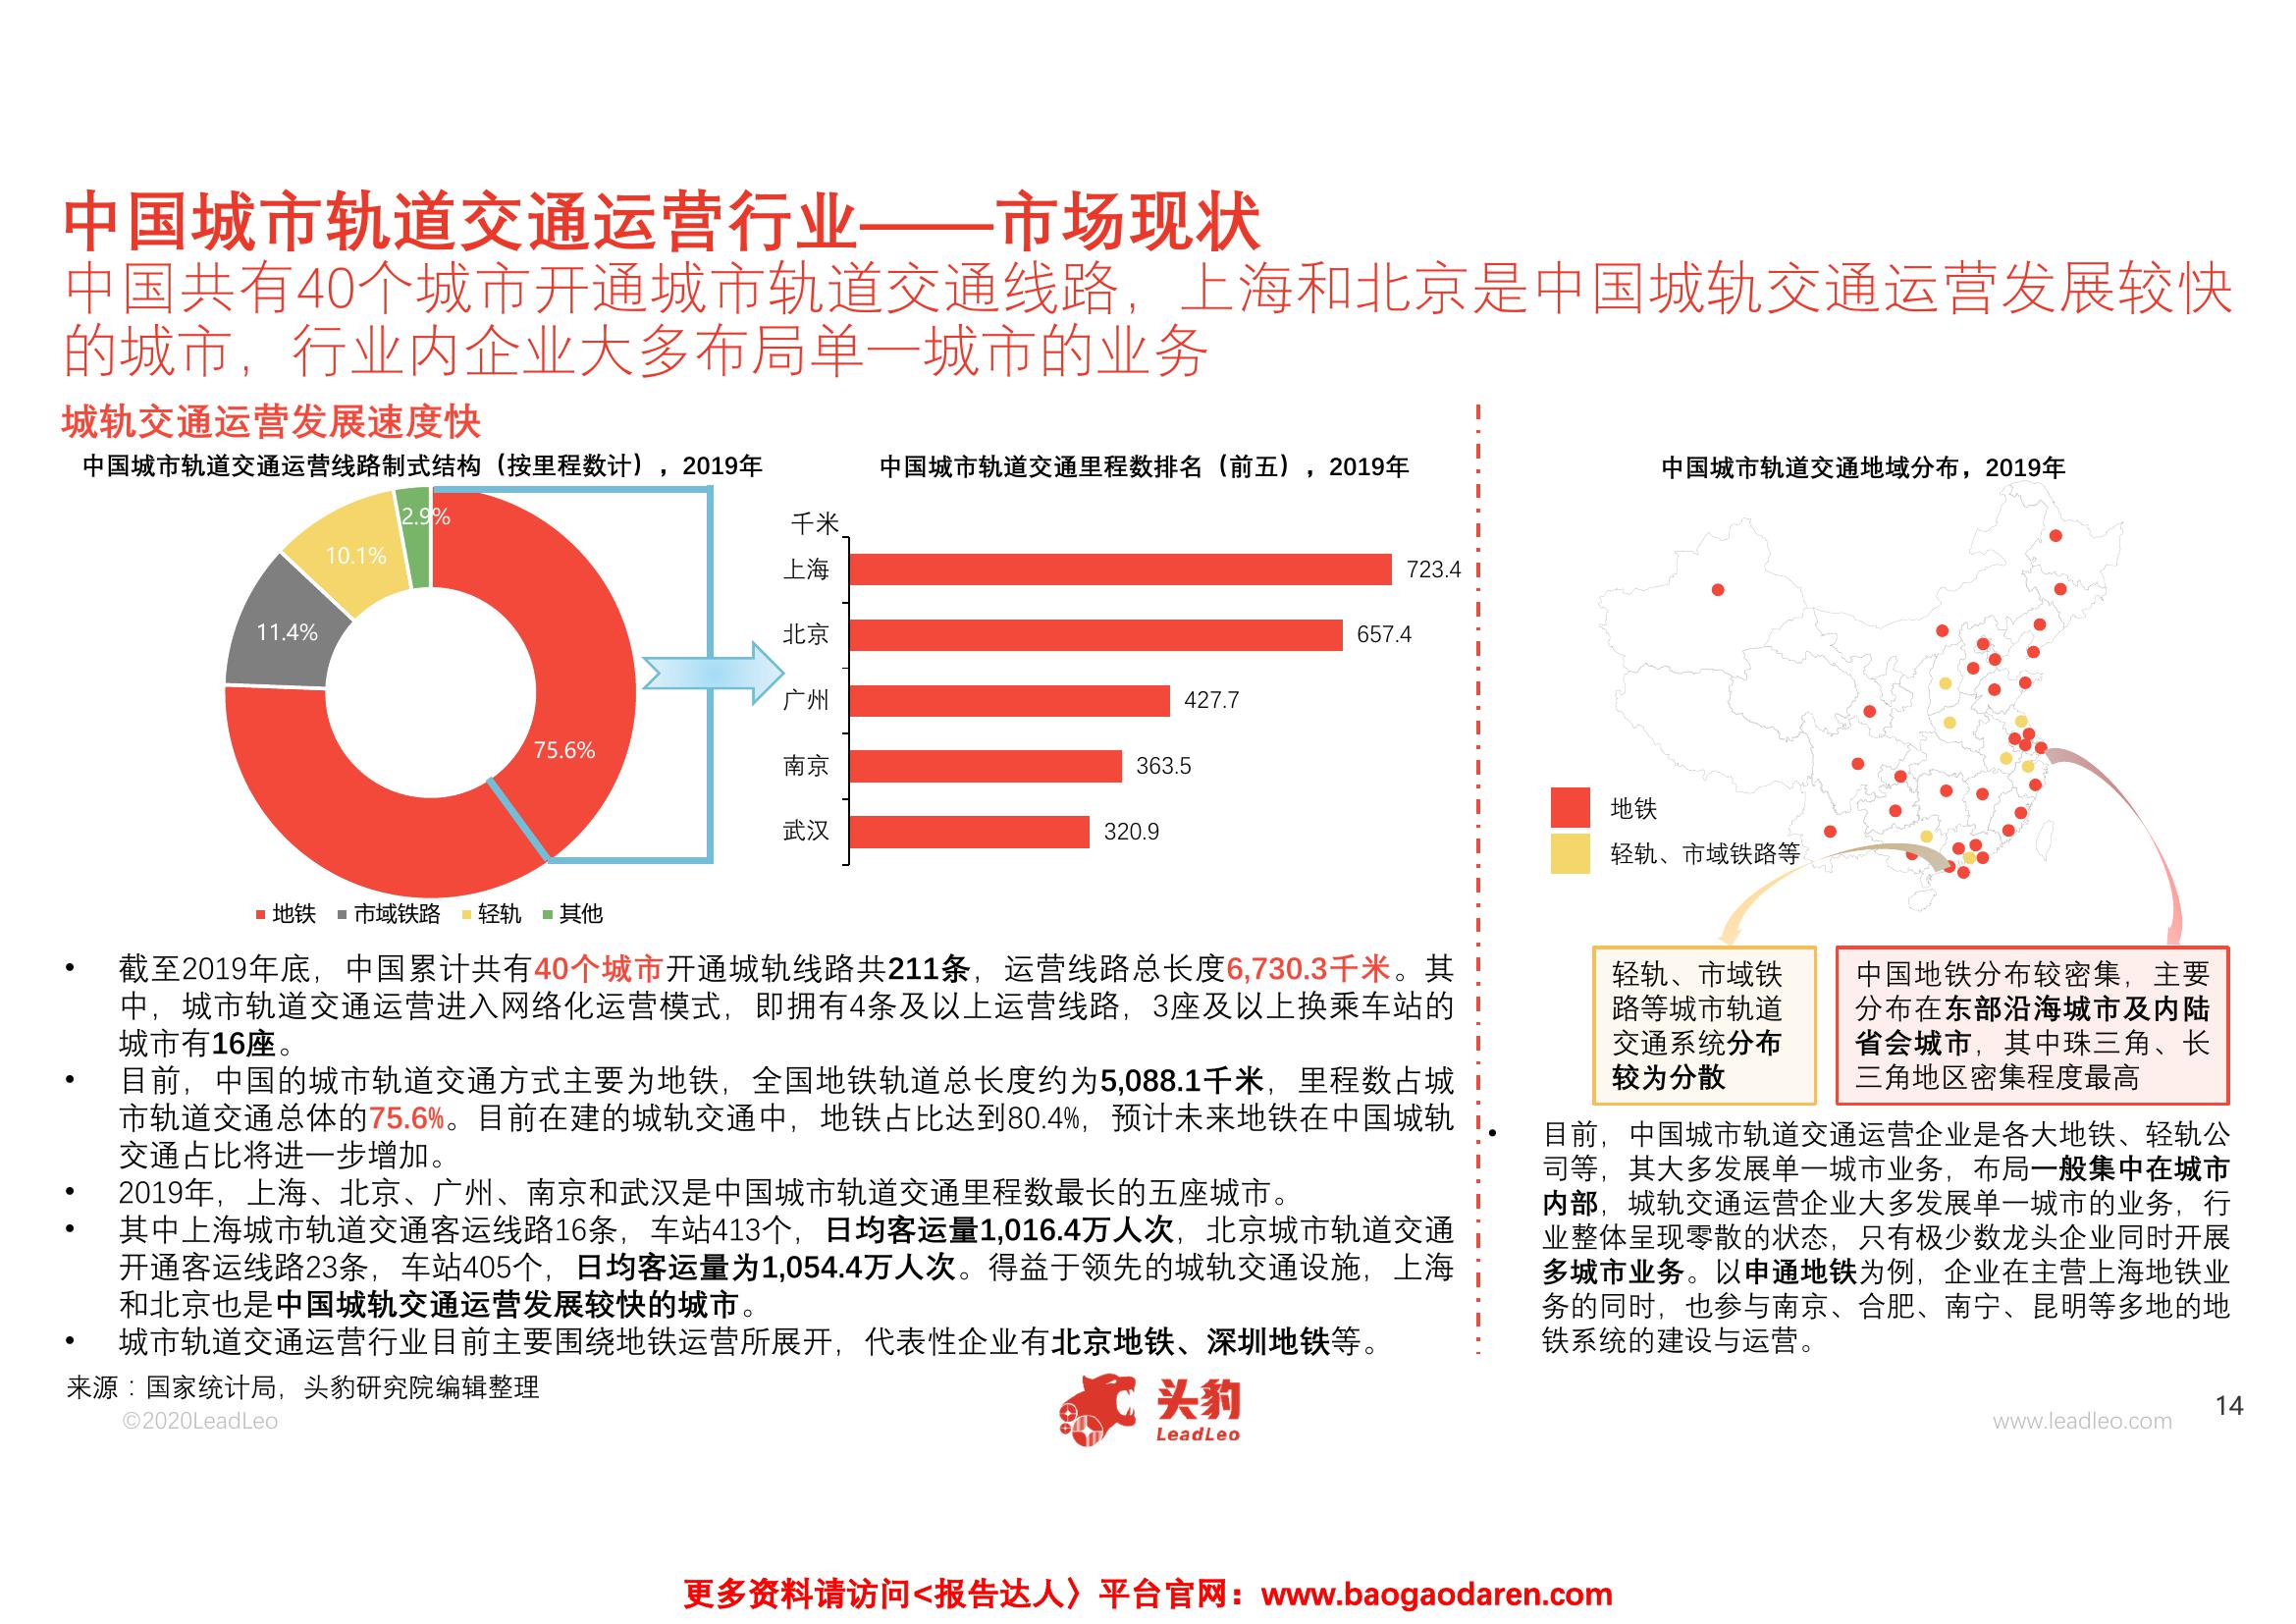 中国城市轨道交通运营行业——市场现状
中国共有40个城市开通城市轨道交通线路，上海和北京是中国城轨交通运营发展较快
的城市，行业内企业大多布局单一城市的业务
城轨交通运营发展速度快
中国城市轨道交通运营线路制式结构（按里程数计），2019年
2.9%
10.1%
11.4%
75.6%
地铁 市域铁路 轻轨 其他
中国城市轨道交通里程数排名（前五），2019年
千米
上海 723.4
北京 657.4
广州 427.7
南京 363.5
武汉 320.9
• 截至2019年底，中国累计共有40个城市开通城轨线路共211条，运营线路总长度6,730.3千米。其
中，城市轨道交通运营进入网络化运营模式，即拥有4条及以上运营线路，3座及以上换乘车站的
城市有16座。
• 目前，中国的城市轨道交通方式主要为地铁，全国地铁轨道总长度约为5,088.1千米，里程数占城
市轨道交通总体的75.6%。目前在建的城轨交通中，地铁占比达到80.4%，预计未来地铁在中国城轨
交通占比将进一步增加。
• 2019年，上海、北京、广州、南京和武汉是中国城市轨道交通里程数最长的五座城市。
• 其中上海城市轨道交通客运线路16条，车站413个，日均客运量1,016.4万人次，北京城市轨道交通
开通客运线路23条，车站405个，日均客运量为1,054.4万人次。得益于领先的城轨交通设施，上海
和北京也是中国城轨交通运营发展较快的城市。
• 城市轨道交通运营行业目前主要围绕地铁运营所展开，代表性企业有北京地铁、深圳地铁等。
中国城市轨道交通地域分布，2019年
地铁
轻轨、市域铁路等
轻轨、市域铁
路等城市轨道
交通系统分布
较为分散
中国地铁分布较密集，主要
分布在东部沿海城市及内陆
省会城市，其中珠三角、长
三角地区密集程度最高
• 目前，中国城市轨道交通运营企业是各大地铁、轻轨公
司等，其大多发展单一城市业务，布局一般集中在城市
内部，城轨交通运营企业大多发展单一城市的业务，行
业整体呈现零散的状态，只有极少数龙头企业同时开展
多城市业务。以申通地铁为例，企业在主营上海地铁业
务的同时，也参与南京、合肥、南宁、昆明等多地的地
铁系统的建设与运营。
来源：国家统计局，头豹研究院编辑整理
©2020LeadLeo
头豹
LeadLeo
www.leadleo.com
14
更多资料请访问<报告达人〉平台官网：www.baogaodaren.com